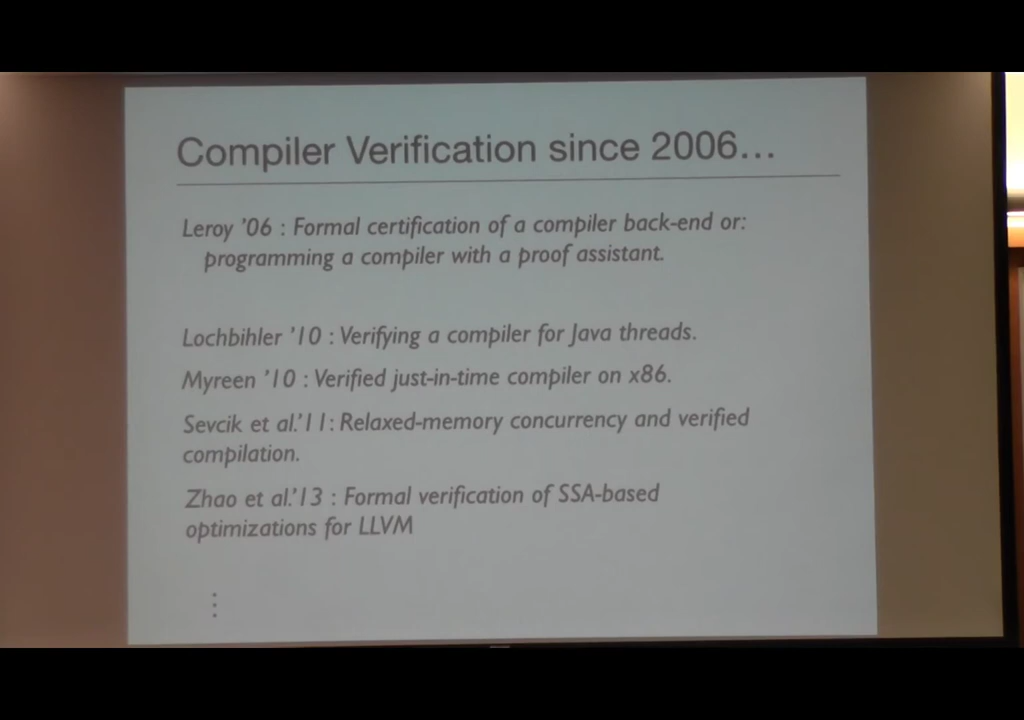 Compiler Verification since 2006...
Leroy '06 : Formal certification of a compiler back-end or:
programming a compiler with a proof assistant.
Lochbihler '10 : Verifying a compiler for Java threads.
Myreen '10 : Verified just-in-time compiler on x86.
Sevcik et al.'11: Relaxed-memory concurrency and verified
compilation.
Zhao et al.'13 : Formal verification of SSA-based
optimizations for LLVM
⋮